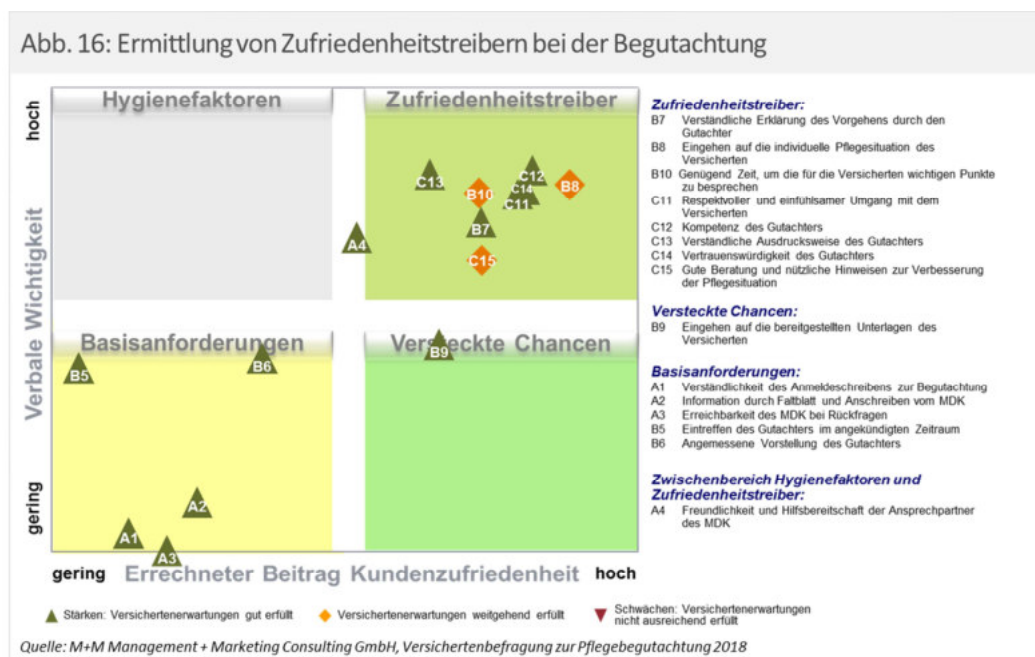 Abb. 16: Ermittlung von Zufriedenheitstreibern bei der Begutachtung
hoch
Verbale Wichtigkeit
gering
Hygienefaktoren
Zufriedenheitstreiber
C13
C12
B10
C14
B8
C11
B7
A4
C15
Basisanforderungen
Versteckte Chancen
B5
B6
B9
A2
A1
A3
gering
Errechneter Beitrag Kundenzufriedenheit
hoch
Zufriedenheitstreiber:
B7 Verständliche Erklärung des Vorgehens durch den
Gutachter
B8 Eingehen auf die individuelle Pflegesituation des
Versicherten
B10 Genügend Zeit, um die für die Versicherten wichtigen Punkte
zu besprechen
C11 Respektvoller und einfühlsamer Umgang mit dem
Versicherten
C12 Kompetenz des Gutachters
C13 Verständliche Ausdrucksweise des Gutachters
C14 Vertrauenswürdigkeit des Gutachters
C15 Gute Beratung und nützliche Hinweisen zur Verbesserung
der Pflegesituation
Versteckte Chancen:
B9 Eingehen auf die bereitgestellten Unterlagen des
Versicherten
Basisanforderungen:
A1 Verständlichkeit des Anmeldeschreibens zur Begutachtung
A2 Information durch Faltblatt und Anschreiben vom MDK
A3 Erreichbarkeit des MDK bei Rückfragen
B5 Eintreffen des Gutachters im angekündigten Zeitraum
B6 Angemessene Vorstellung des Gutachters
Zwischenbereich Hygienefaktoren und
Zufriedenheitstreiber:
A4 Freundlichkeit und Hilfsbereitschaft der Ansprechpartner
des MDK
Stärken: Versichertenerwartungen gut erfüllt
Versichertenerwartungen weitgehend erfüllt
Schwächen: Versichertenerwartungen
nicht ausreichend erfüllt
Quelle: M+M Management + Marketing Consulting GmbH, Versichertenbefragung zur Pflegebegutachtung 2018